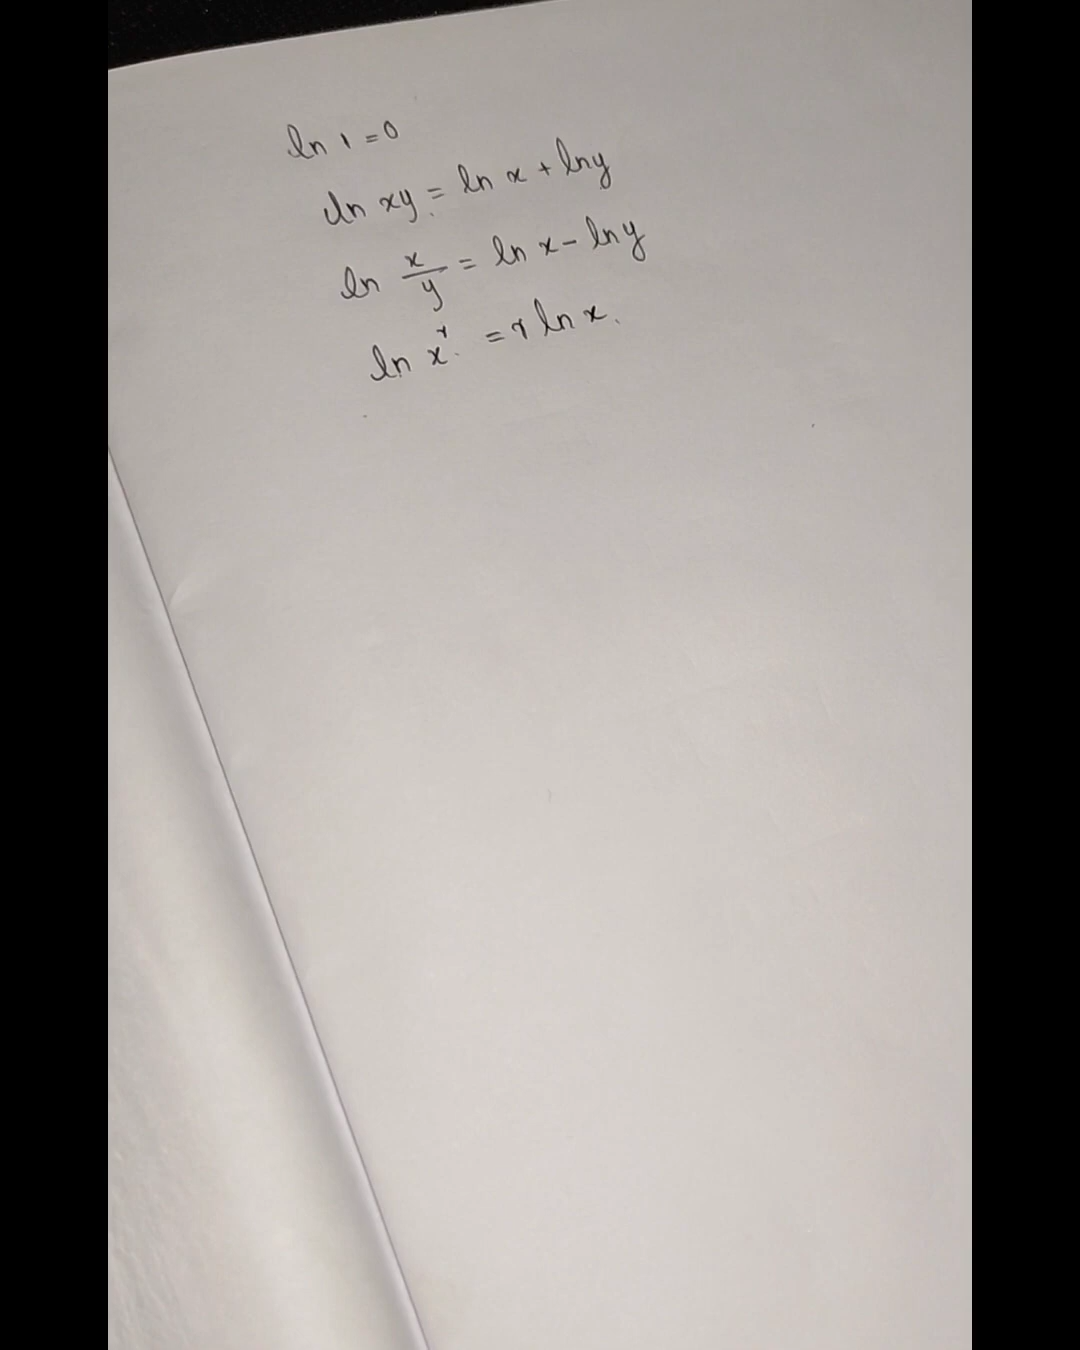 ln 1 = 0
ln xy = ln x + ln y
ln x/y = ln x - ln y
ln x^r = r ln x.